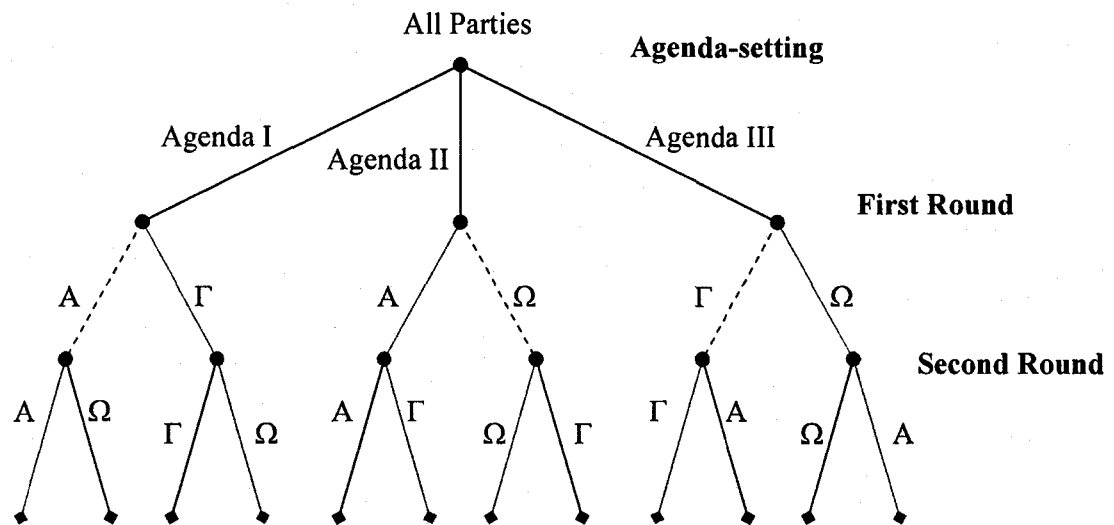 All Parties
Agenda-setting
Agenda I
Agenda II
Agenda III
First Round
Α Γ Α Ω Γ Ω
Second Round
Α Ω Γ Ω Α Γ Ω Γ Γ Α Ω Α